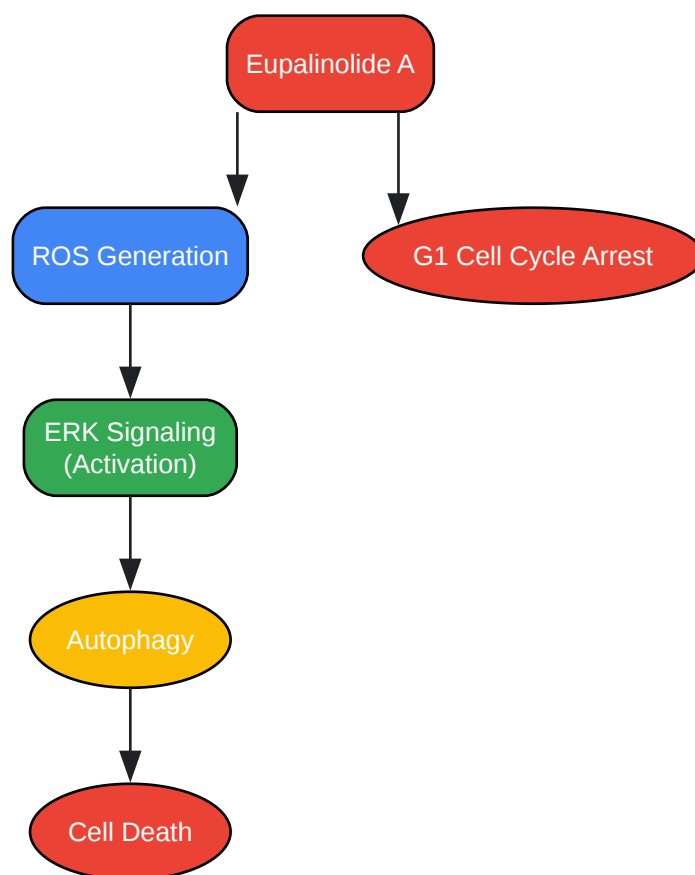 Eupalinolide A
ROS Generation
G1 Cell Cycle Arrest
ERK Signaling
(Activation)
Autophagy
Cell Death